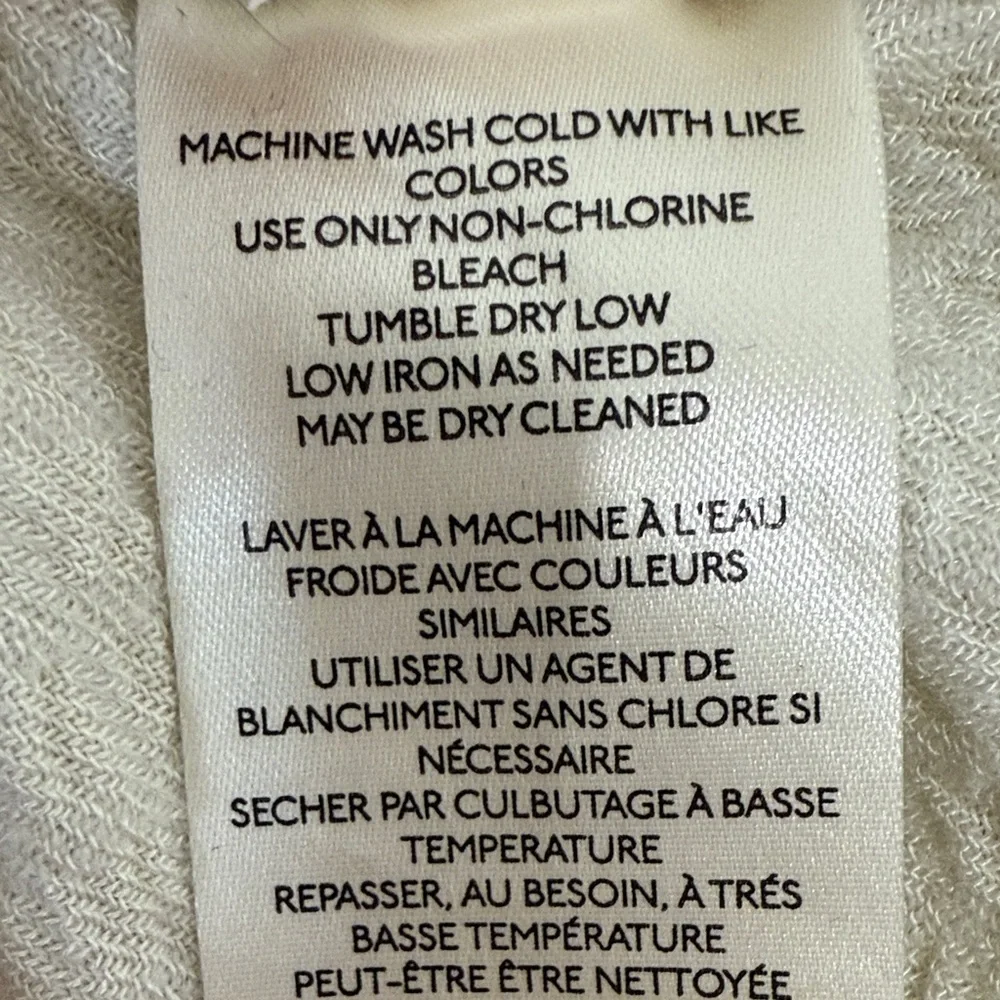 MACHINE WASH COLD WITH LIKE
COLORS
USE ONLY NON-CHLORINE
BLEACH
TUMBLE DRY LOW
LOW IRON AS NEEDED
MAY BE DRY CLEANED
LAVER À LA MACHINE À L'EAU
FROIDE AVEC COULEURS
SIMILAIRES
UTILISER UN AGENT DE
BLANCHIMENT SANS CHLORE SI
NÉCESSAIRE
SECHER PAR CULBUTAGE À BASSE
TEMPERATURE
REPASSER, AU BESOIN, À TRÉS
BASSE TEMPÉRATURE
PEUT-ÊTRE ÊTRE NETTOYÉE